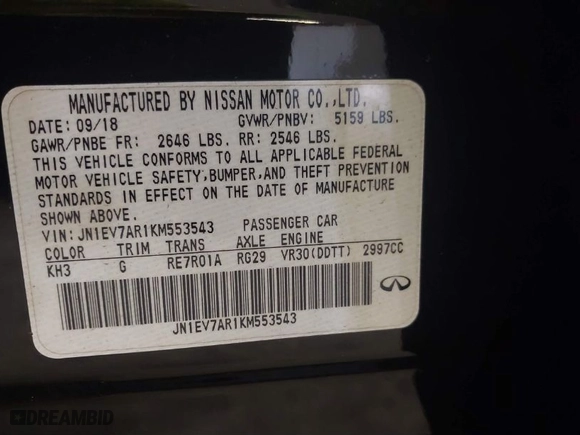 MANUFACTURED BY NISSAN MOTOR CO.,LTD.
DATE: 09/18 GVWR/PNBV: 5159 LBS.
GAWR/PNBE FR: 2646 LBS. RR: 2546 LBS.
THIS VEHICLE CONFORMS TO ALL APPLICABLE FEDERAL
MOTOR VEHICLE SAFETY,BUMPER,AND THEFT PREVENTION
STANDARDS IN EFFECT ON THE DATE OF MANUFACTURE
SHOWN ABOVE.
VIN: JN1EV7AR1KM553543 PASSENGER CAR
COLOR TRIM TRANS AXLE ENGINE
KH3 G RE7R01A RG29 VR30(DDTT) 2997CC
JN1EV7AR1KM553543
DREAMBID